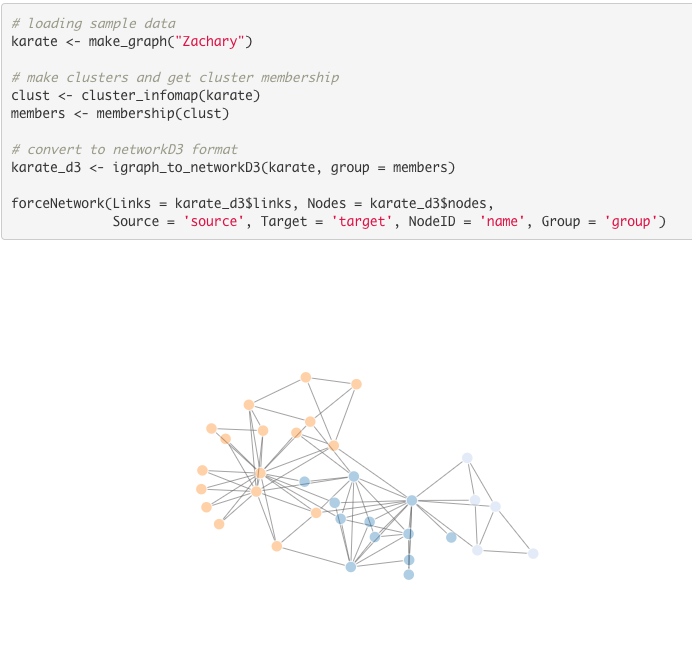 # loading sample data
karate <- make_graph("Zachary")
# make clusters and get cluster membership
clust <- cluster_infomap(karate)
members <- membership(clust)
# convert to networkD3 format
karate_d3 <- igraph_to_networkD3(karate, group = members)
forceNetwork(Links = karate_d3$links, Nodes = karate_d3$nodes,
             Source = 'source', Target = 'target', NodeID = 'name', Group = 'group')